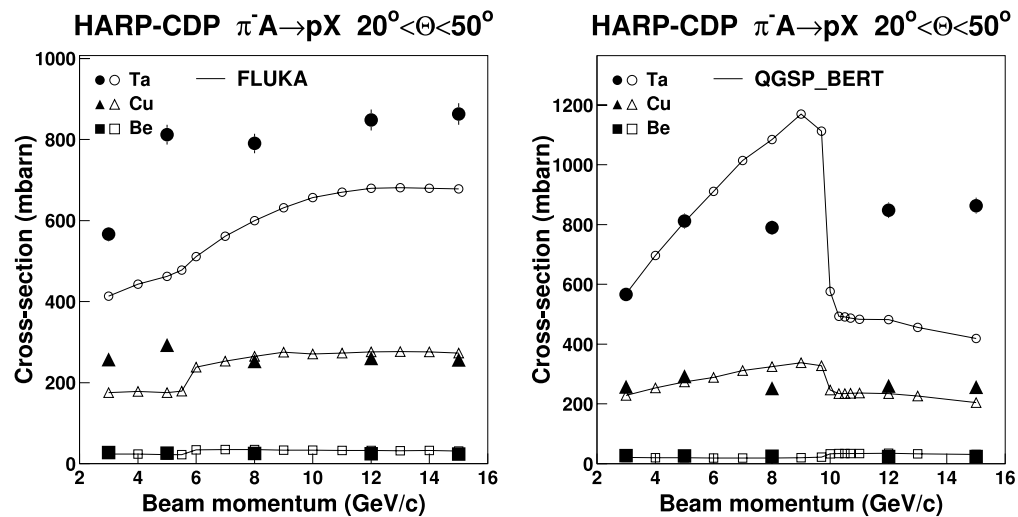 HARP-CDP π⁻A→pX 20°<Θ<50°
Cross-section (mbarn)
1000
800
600
400
200
0
● ○ Ta
▲ △ Cu
■ □ Be
— FLUKA
2 4 6 8 10 12 14 16
Beam momentum (GeV/c)
HARP-CDP π⁻A→pX 20°<Θ<50°
Cross-section (mbarn)
1200
1000
800
600
400
200
0
● ○ Ta
▲ △ Cu
■ □ Be
— QGSP_BERT
2 4 6 8 10 12 14 16
Beam momentum (GeV/c)